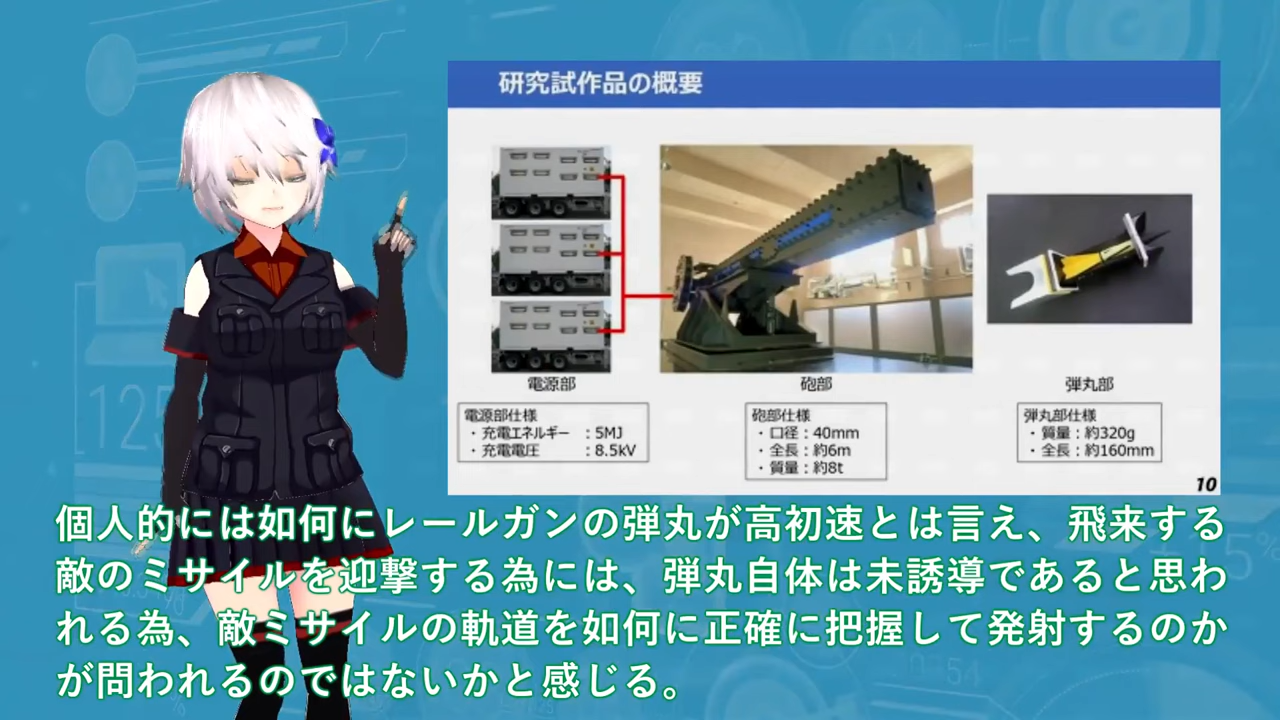 研究試作品の概要
電源部
砲部
弾丸部
電源部仕様
・充電エネルギー ：5MJ
・充電電圧 ：8.5kV
砲部仕様
・口径：40mm
・全長：約6m
・質量：約8t
弾丸部仕様
・質量：約320g
・全長：約160mm
10
個人的には如何にレールガンの弾丸が高初速とは言え、飛来する
敵のミサイルを迎撃する為には、弾丸自体は未誘導であると思わ
れる為、敵ミサイルの軌道を如何に正確に把握して発射するのか
が問われるのではないかと感じる。
125